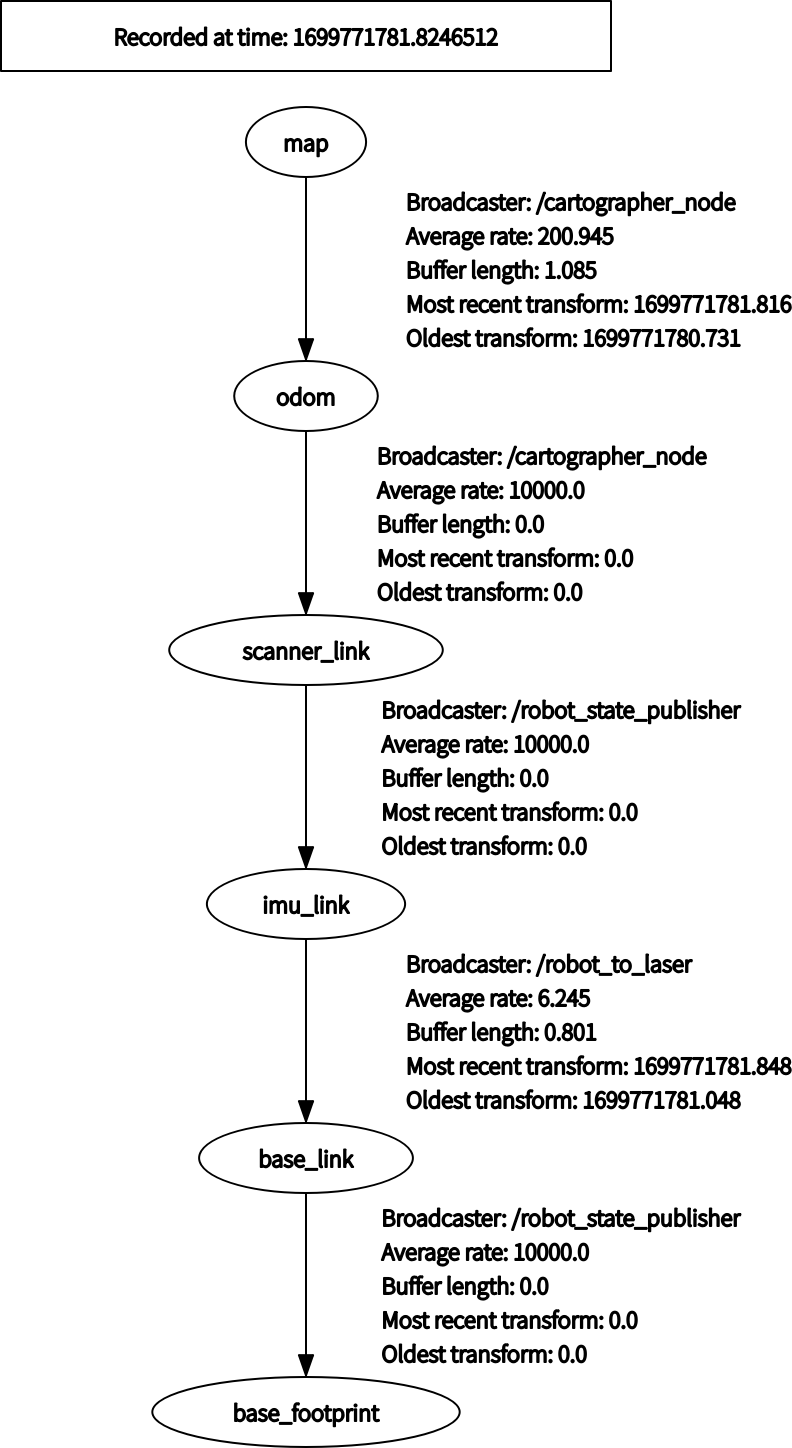 Recorded at time: 1699771781.8246512
map
Broadcaster: /cartographer_node
Average rate: 200.945
Buffer length: 1.085
Most recent transform: 1699771781.816
Oldest transform: 1699771780.731
odom
Broadcaster: /cartographer_node
Average rate: 10000.0
Buffer length: 0.0
Most recent transform: 0.0
Oldest transform: 0.0
scanner_link
Broadcaster: /robot_state_publisher
Average rate: 10000.0
Buffer length: 0.0
Most recent transform: 0.0
Oldest transform: 0.0
imu_link
Broadcaster: /robot_to_laser
Average rate: 6.245
Buffer length: 0.801
Most recent transform: 1699771781.848
Oldest transform: 1699771781.048
base_link
Broadcaster: /robot_state_publisher
Average rate: 10000.0
Buffer length: 0.0
Most recent transform: 0.0
Oldest transform: 0.0
base_footprint